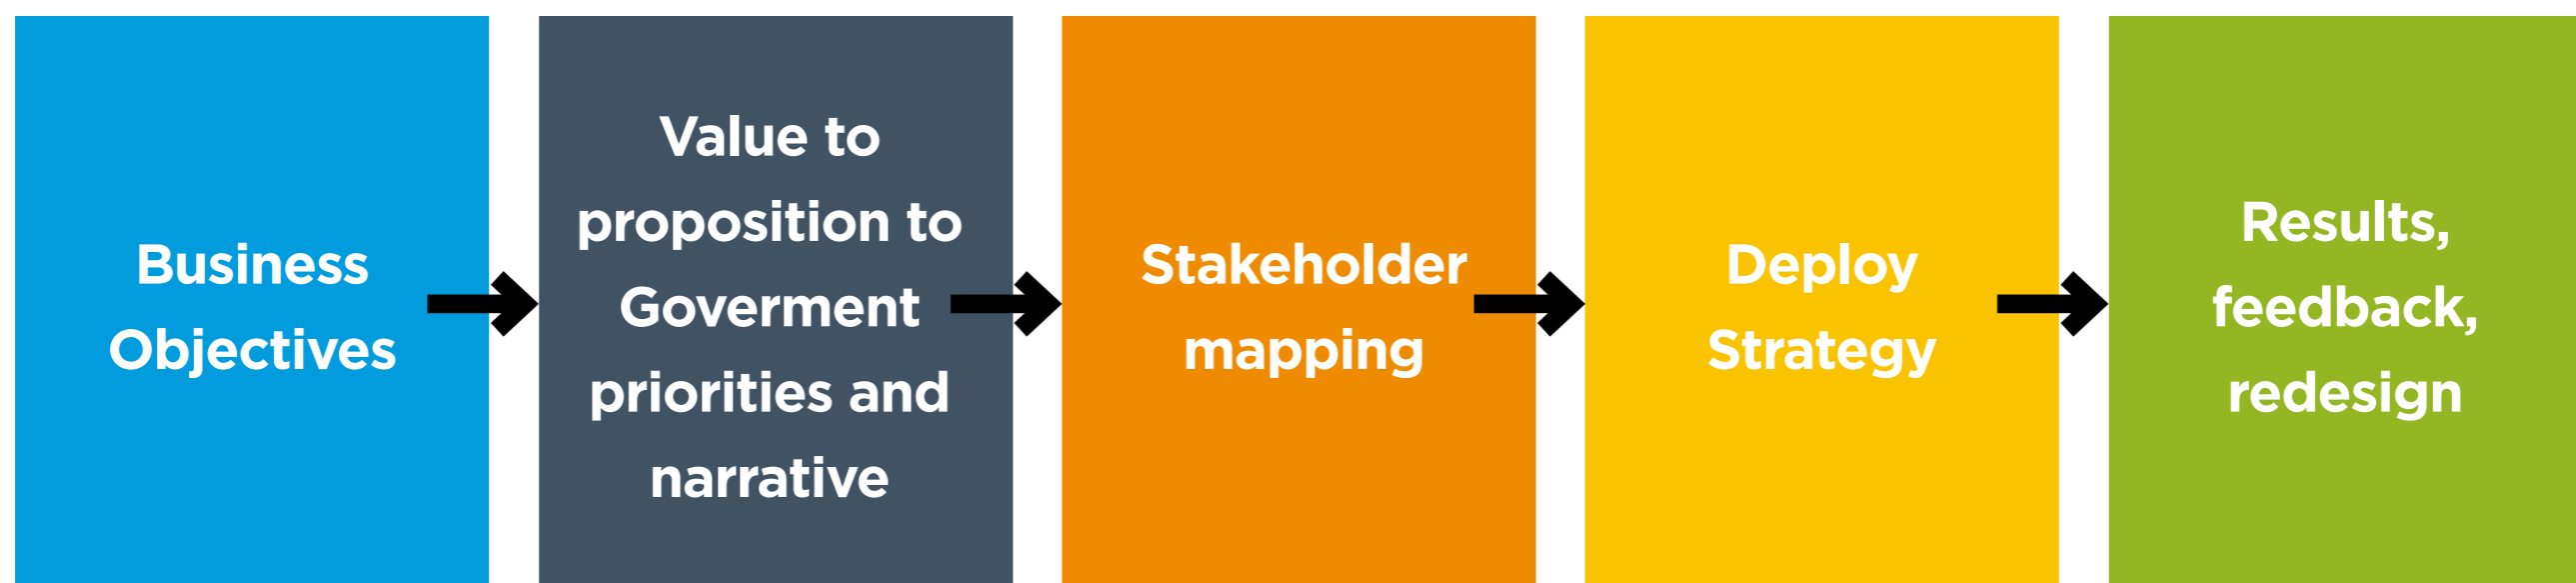 Business
Objectives
Value to
proposition to
Goverment
priorities and
narrative
Stakeholder
mapping
Deploy
Strategy
Results,
feedback,
redesign